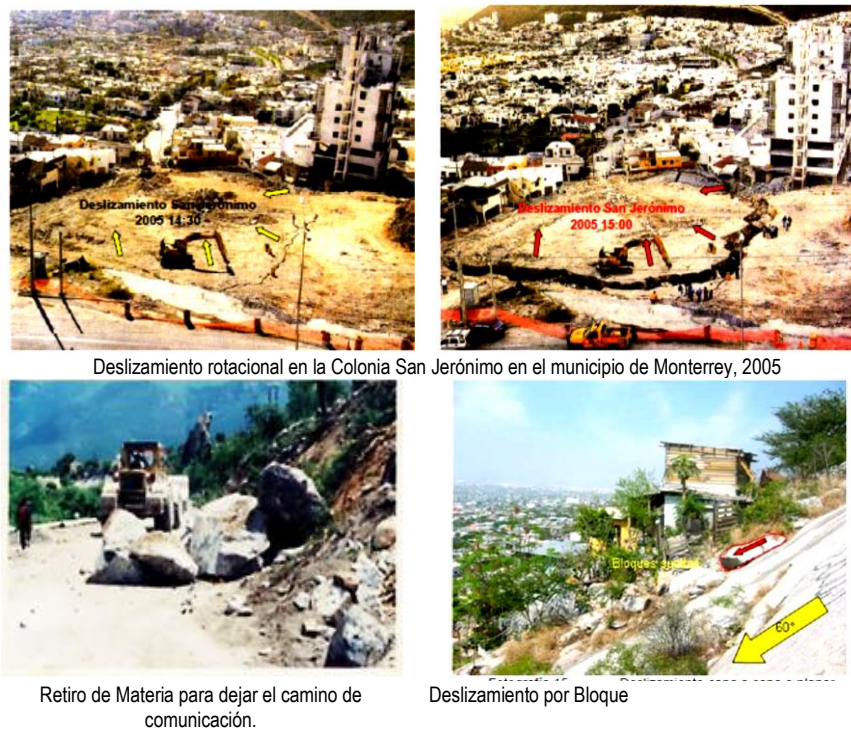 Deslizamiento San Jerónimo
2005 14:30
Deslizamiento San Jerónimo
2005 15:00
Deslizamiento rotacional en la Colonia San Jerónimo en el municipio de Monterrey, 2005
Bloques sueltos
60°
Retiro de Materia para dejar el camino de
comunicación.
Deslizamiento por Bloque